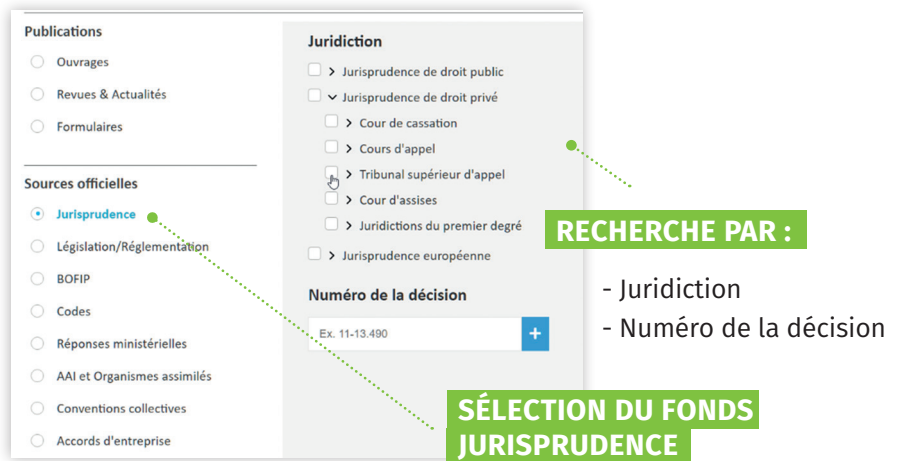 Publications
Ouvrages
Revues & Actualités
Formulaires
Sources officielles
Jurisprudence
Législation/Réglementation
BOFIP
Codes
Réponses ministérielles
AAI et Organismes assimilés
Conventions collectives
Accords d'entreprise
Juridiction
Jurisprudence de droit public
Jurisprudence de droit privé
Cour de cassation
Cours d'appel
Tribunal supérieur d'appel
Cour d'assises
Juridictions du premier degré
Jurisprudence européenne
Numéro de la décision
Ex. 11-13.490 +
RECHERCHE PAR :
- Juridiction
- Numéro de la décision
SÉLECTION DU FONDS
JURISPRUDENCE